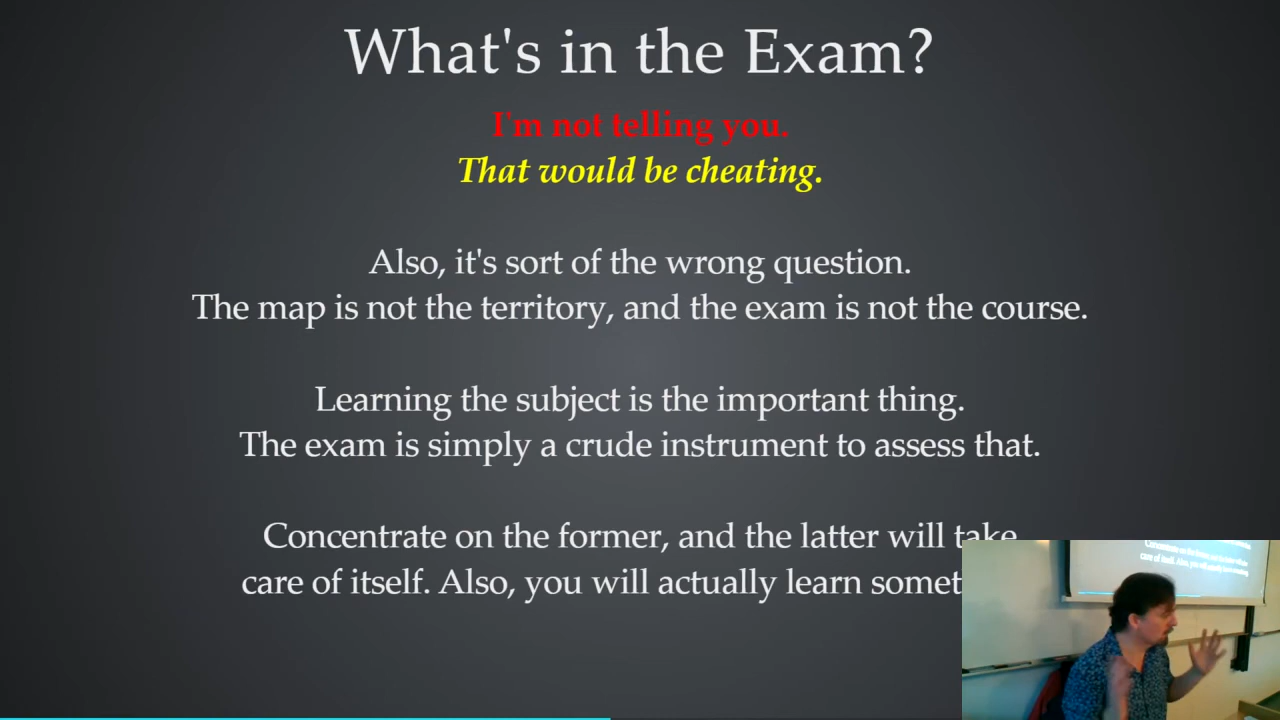 What's in the Exam?
I'm not telling you.
That would be cheating.
Also, it's sort of the wrong question.
The map is not the territory, and the exam is not the course.
Learning the subject is the important thing.
The exam is simply a crude instrument to assess that.
Concentrate on the former, and the latter will take
care of itself. Also, you will actually learn